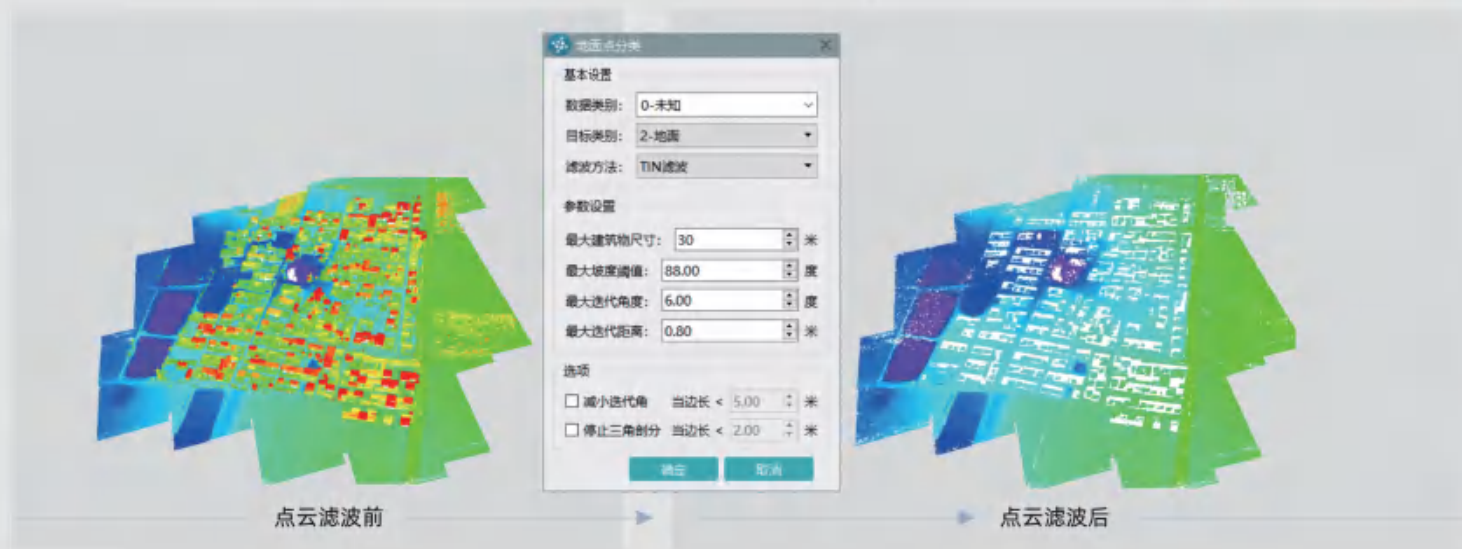 地面点分类
基本设置
数据类别: 0-未知
目标类别: 2-地面
滤波方法: TIN滤波
参数设置
最大建筑物尺寸: 30 米
最大坡度阈值: 88.00 度
最大迭代角度: 6.00 度
最大迭代距离: 0.80 米
选项
减小迭代角 当边长 < 5.00 米
停止三角剖分 当边长 < 2.00 米
确定 取消
点云滤波前 点云滤波后